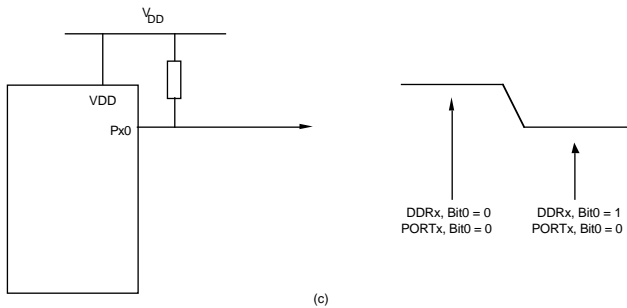 VDD
VDD
Px0
DDRx, Bit0 = 0
PORTx, Bit0 = 0
DDRx, Bit0 = 1
PORTx, Bit0 = 0
(c)